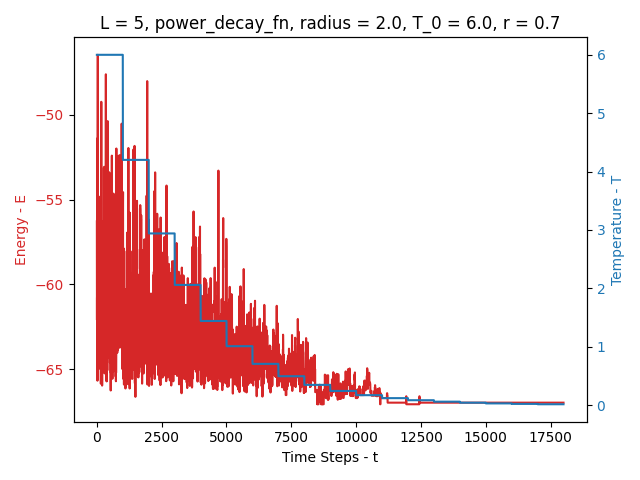 L = 5, power_decay_fn, radius = 2.0, T_0 = 6.0, r = 0.7
Energy - E
−50
−55
−60
−65
6
5
4
3
2
1
0
Temperature - T
0 2500 5000 7500 10000 12500 15000 17500
Time Steps - t